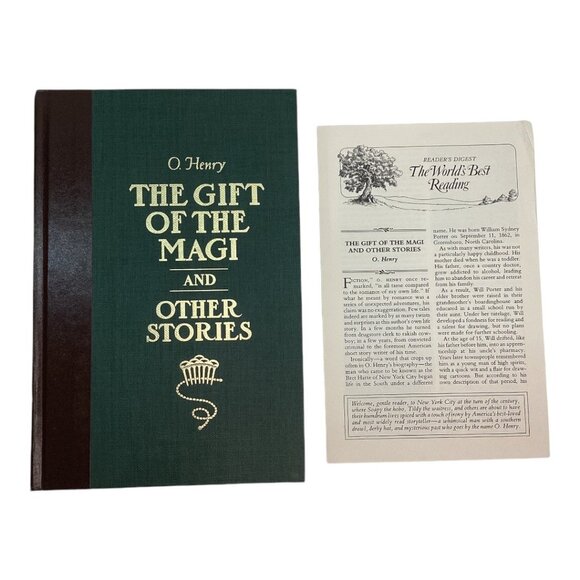 O. Henry
THE GIFT
OF THE
MAGI
AND
OTHER
STORIES
READER'S DIGEST
The World's Best
Reading
THE GIFT OF THE MAGI
AND OTHER STORIES
O. Henry
FICTION," O. HENRY once re-
marked, "is all tame compared
to the romance of my own life." If
what he meant by romance was a
series of unexpected adventures, his
claim was no exaggeration. Few tales
indeed are marked by as many twists
and surprises as this author's own life
story. In a few months he turned
from drugstore clerk to rakish cow-
boy; in a few years, from convicted
criminal to the foremost American
short story writer of his time.
Ironically—a word that crops up
often in O. Henry's biography—the
man who came to be known as the
Best Horse of New York City began
life in the South under a different
name. He was born William Sydney
Porter on September 11, 1862, in
Greensboro, North Carolina.
As with many writers, his was not
a particularly happy childhood. His
mother died when he was a toddler.
His father, once a country doctor,
grew addicted to alcohol, leading
him to abandon his career and retreat
from his family.
As a result, Will Porter and his
older brother were raised in their
grandmother's boardinghouse and
educated in a small school run by
their aunt. Under her tutelage, Will
developed a fondness for reading and
a talent for drawing, but no plans
were made for further schooling.
At the age of 15, Will drifted, like
his father before him, into an appren-
ticeship at his uncle's pharmacy.
Years later townspeople remembered
him as a young man of high spirits,
with a quick wit and a flair for draw-
ing cartoons. But according to his
own description of that period, his
Welcome, gentle reader, to New York City at the turn of the century,
where Soapy the hobo, Tildy the waitress, and others are about to have
their humdrum lives spiced with a touch of irony by America's best-loved
and most widely read storyteller—a whimsical man with a southern
drawl, derby hat, and mysterious past who goes by the name O. Henry.